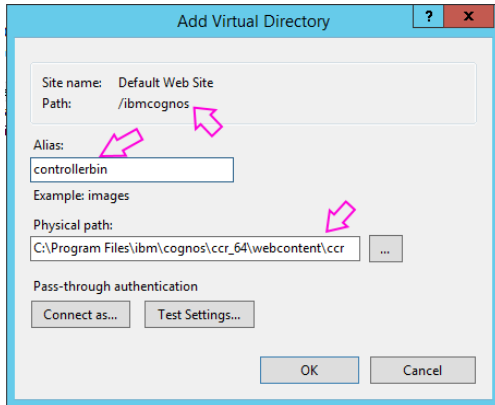 Add Virtual Directory
? x
Site name: Default Web Site
Path: /ibmcognos
Alias:
controllerbin
Example: images
Physical path:
C:\Program Files\ibm\cognos\ccr_64\webcontent\ccr ...
Pass-through authentication
Connect as... Test Settings...
OK Cancel